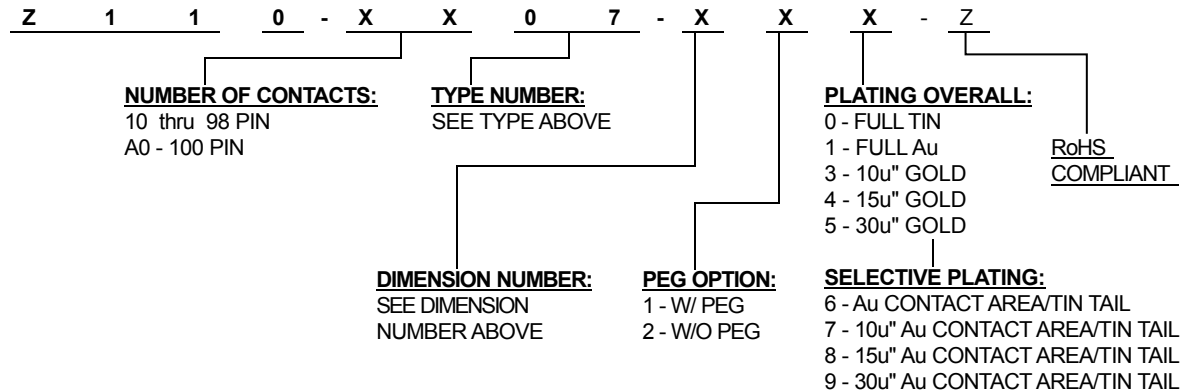 Z 1 1 0 - X X 0 7 - X X X - Z
NUMBER OF CONTACTS:
10 thru 98 PIN
A0 - 100 PIN
TYPE NUMBER:
SEE TYPE ABOVE
PLATING OVERALL:
0 - FULL TIN
1 - FULL Au
3 - 10u" GOLD
4 - 15u" GOLD
5 - 30u" GOLD
RoHS
COMPLIANT
DIMENSION NUMBER:
SEE DIMENSION
NUMBER ABOVE
PEG OPTION:
1 - W/ PEG
2 - W/O PEG
SELECTIVE PLATING:
6 - Au CONTACT AREA/TIN TAIL
7 - 10u" Au CONTACT AREA/TIN TAIL
8 - 15u" Au CONTACT AREA/TIN TAIL
9 - 30u" Au CONTACT AREA/TIN TAIL